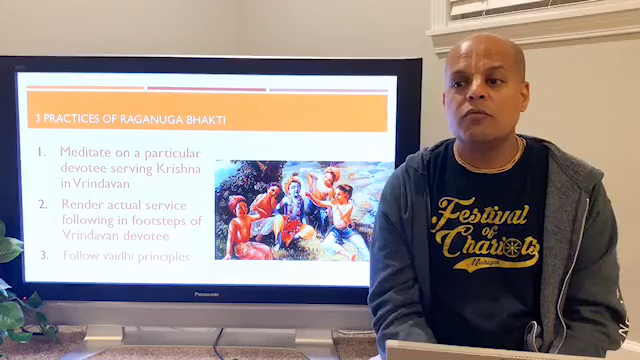 3 PRACTICES OF RAGANUGA BHAKTI
1. Meditate on a particular
devotee serving Krishna
in Vrindavan
2. Render actual service
following in footsteps of
Vrindavan devotee
3. Follow vaidhi principles
Panasonic
Festival
of
Chariots